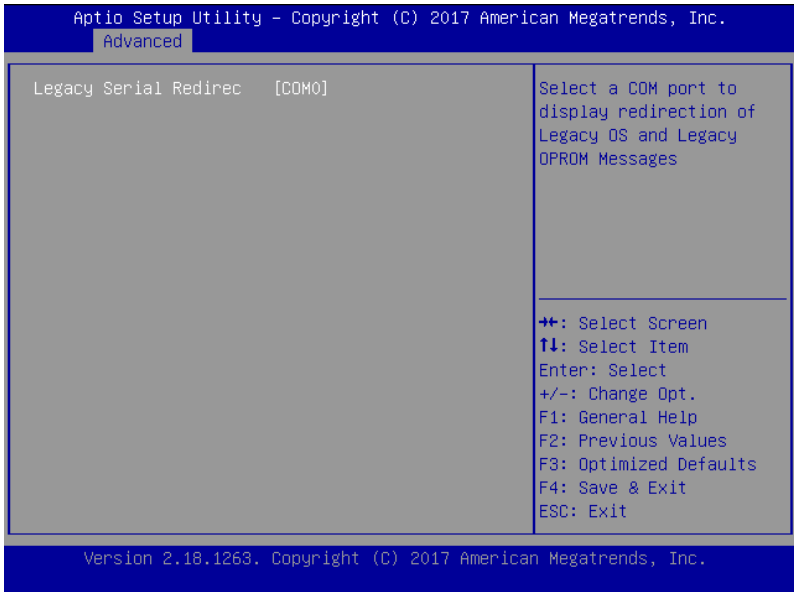 Aptio Setup Utility – Copyright (C) 2017 American Megatrends, Inc.
Advanced
Legacy Serial Redirec [COM0]
Select a COM port to
display redirection of
Legacy OS and Legacy
OPROM Messages
→←: Select Screen
↑↓: Select Item
Enter: Select
+/-: Change Opt.
F1: General Help
F2: Previous Values
F3: Optimized Defaults
F4: Save & Exit
ESC: Exit
Version 2.18.1263. Copyright (C) 2017 American Megatrends, Inc.